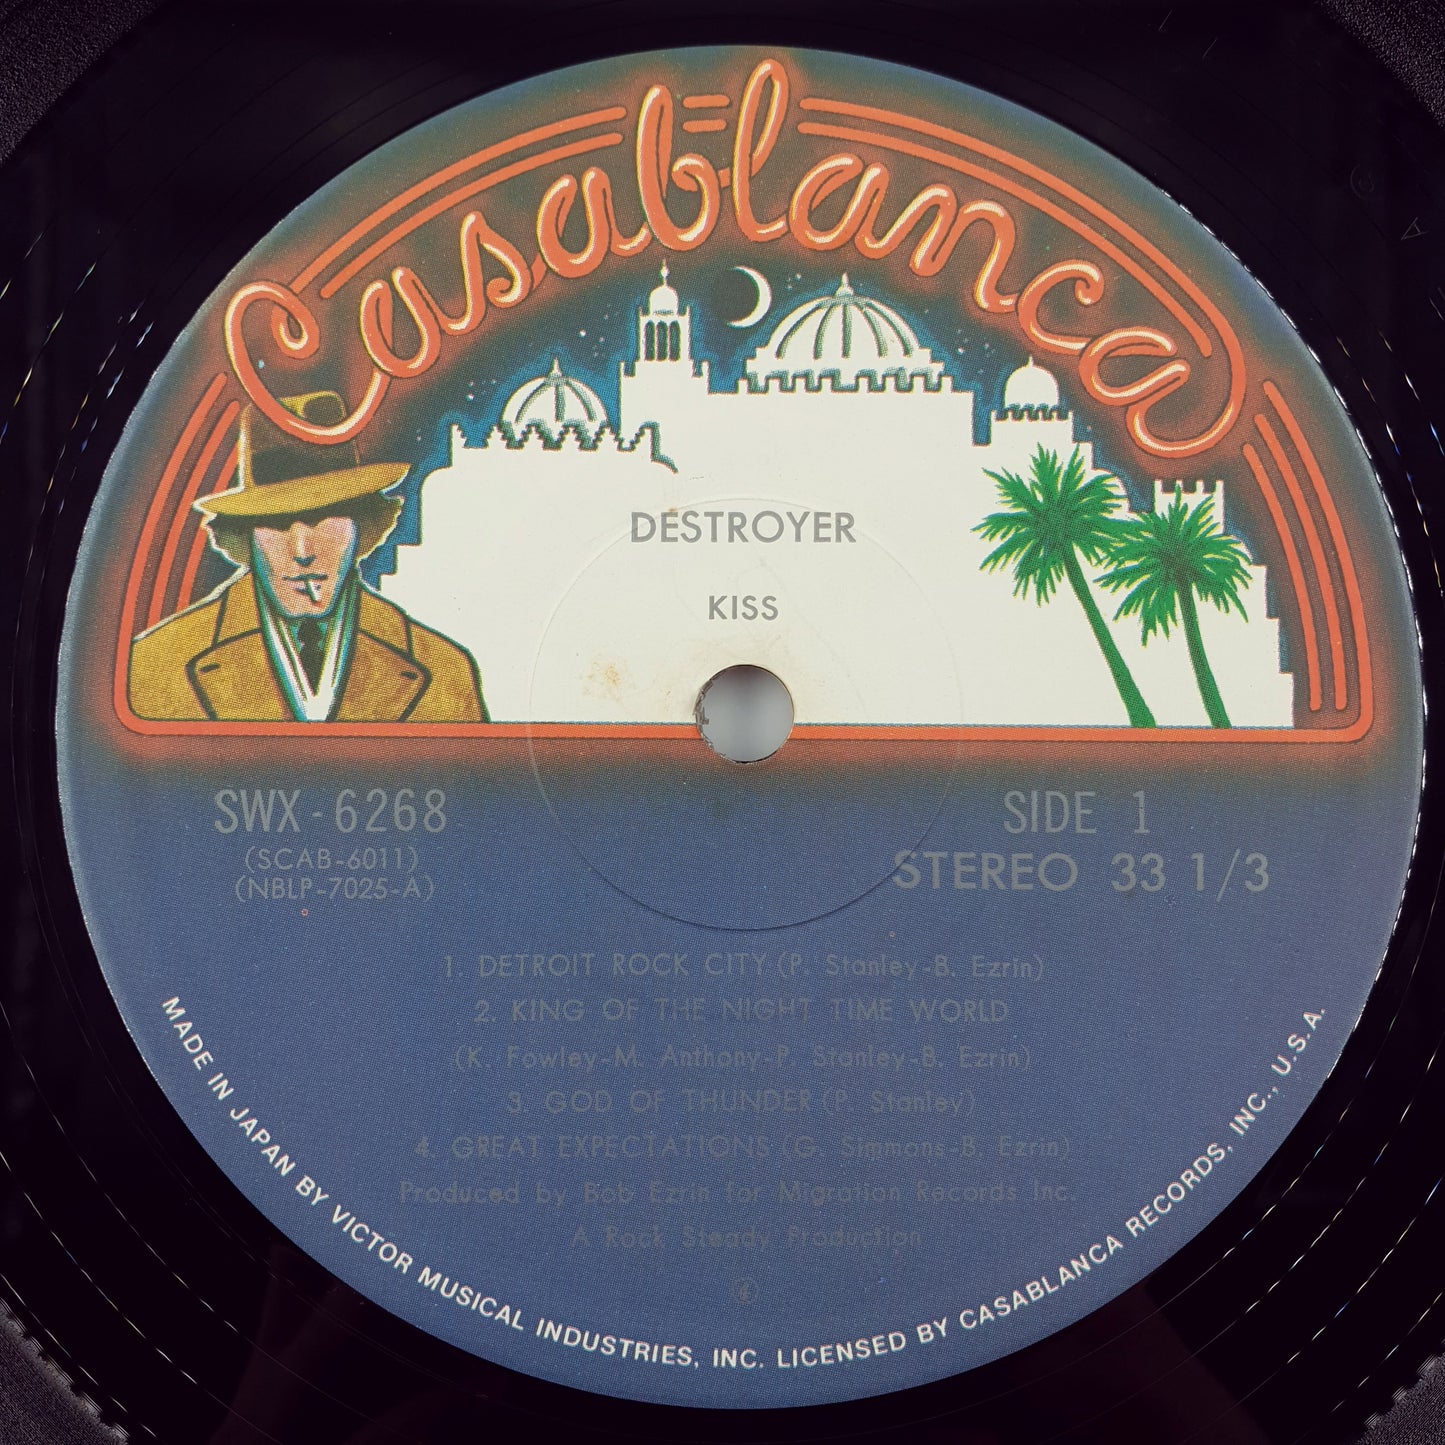 Casablanca
DESTROYER
KISS
SWX-6268
(SCAB-6011)
(NBLP-7025-A)
SIDE 1
STEREO 33 1/3
1. DETROIT ROCK CITY (P. Stanley-B. Ezrin)
2. KING OF THE NIGHT TIME WORLD
(K. Fowley-M. Anthony-P. Stanley-B. Ezrin)
3. GOD OF THUNDER (P. Stanley)
4. GREAT EXPECTATIONS (G. Simmons-B. Ezrin)
Produced by Bob Ezrin for Migration Records Inc.
A Rock Steady Production
MADE IN JAPAN BY VICTOR MUSICAL INDUSTRIES, INC. LICENSED BY CASABLANCA RECORDS, INC., U.S.A.